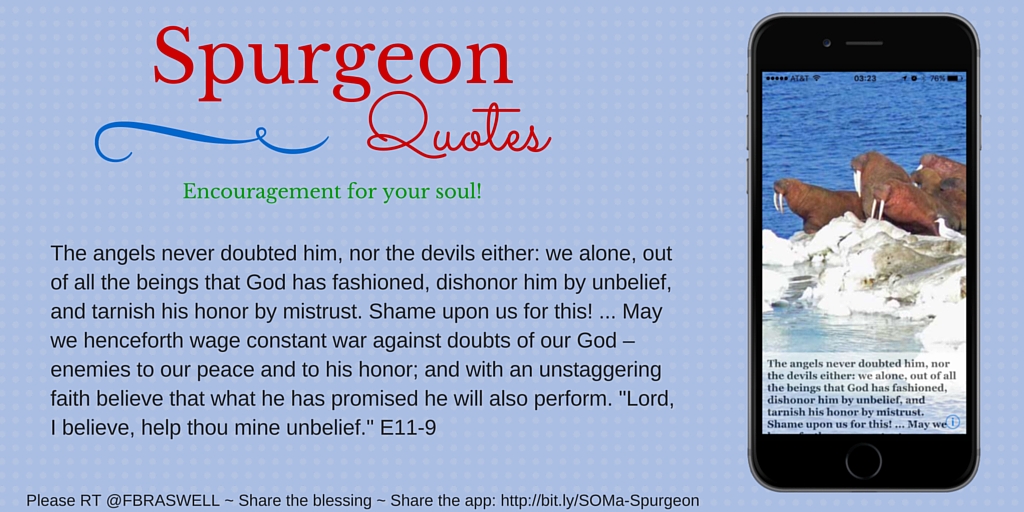 Spurgeon
Quotes
Encouragement for your soul!
The angels never doubted him, nor the devils either: we alone, out
of all the beings that God has fashioned, dishonor him by unbelief,
and tarnish his honor by mistrust. Shame upon us for this! ... May
we henceforth wage constant war against doubts of our God –
enemies to our peace and to his honor; and with an unstaggering
faith believe that what he has promised he will also perform. "Lord,
I believe, help thou mine unbelief." E11-9
Please RT @FBRASWELL ~ Share the blessing ~ Share the app: http://bit.ly/SOMa-Spurgeon
AT&T 03:23 76%
The angels never doubted him, nor
the devils either: we alone, out of all
the beings that God has fashioned,
dishonor him by unbelief, and
tarnish his honor by mistrust.
Shame upon us for this! ... May we